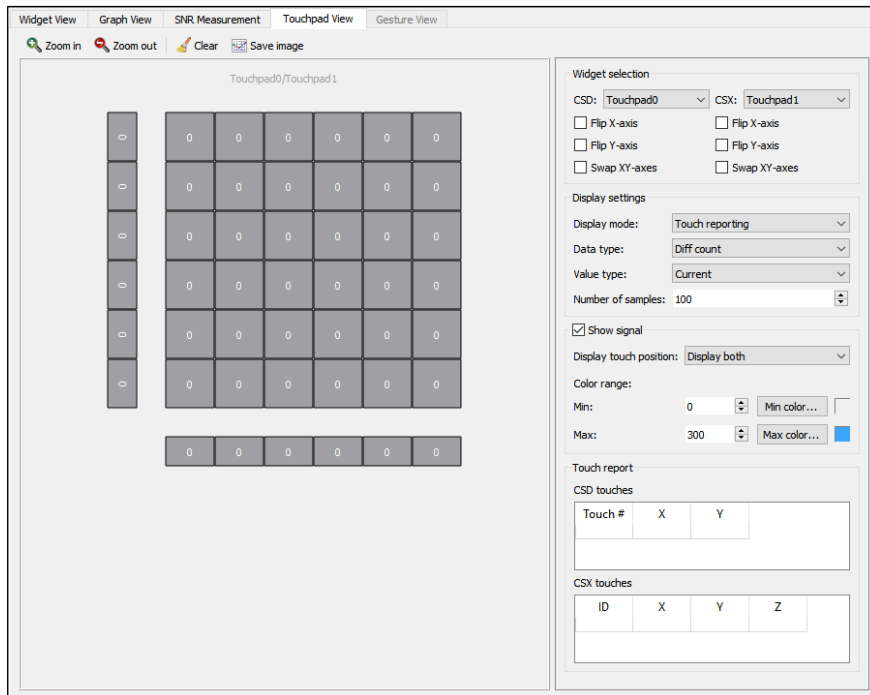 Widget View Graph View SNR Measurement Touchpad View Gesture View
Zoom in Zoom out Clear Save image
Touchpad0/Touchpad1
0 0 0 0 0 0 0
0 0 0 0 0 0 0
0 0 0 0 0 0 0
0 0 0 0 0 0 0
0 0 0 0 0 0 0
0 0 0 0 0 0 0
0 0 0 0 0 0
Widget selection
CSD: Touchpad0 CSX: Touchpad1
Flip X-axis Flip X-axis
Flip Y-axis Flip Y-axis
Swap XY-axes Swap XY-axes
Display settings
Display mode: Touch reporting
Data type: Diff count
Value type: Current
Number of samples: 100
Show signal
Display touch position: Display both
Color range:
Min: 0 Min color...
Max: 300 Max color...
Touch report
CSD touches
Touch # X Y
CSX touches
ID X Y Z